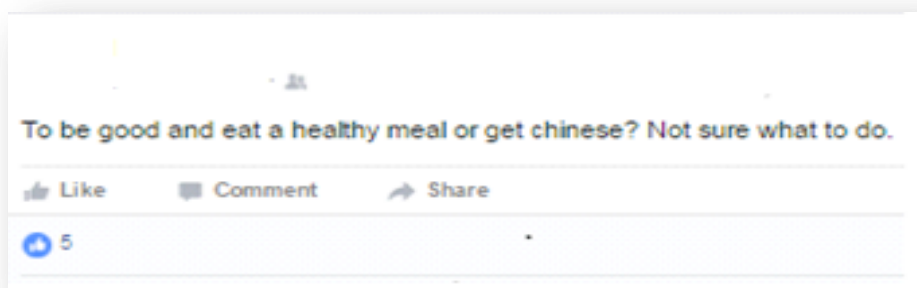 To be good and eat a healthy meal or get chinese? Not sure what to do.
Like Comment Share
5